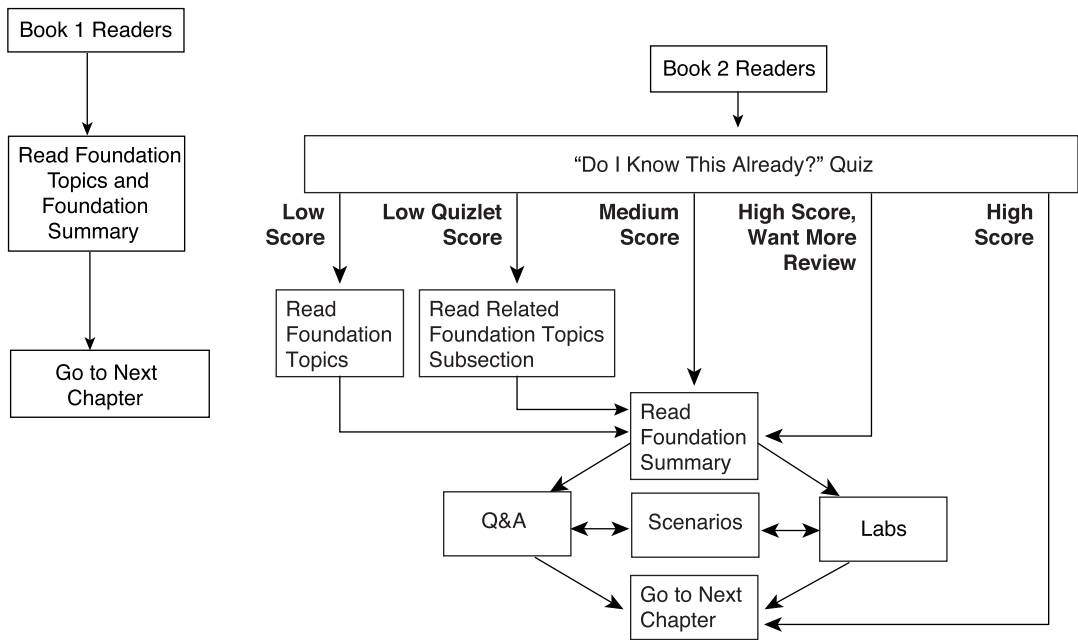 Book 1 Readers
Read Foundation
Topics and
Foundation
Summary
Go to Next
Chapter
Book 2 Readers
“Do I Know This Already?” Quiz
Low
Score
Low Quizlet
Score
Medium
Score
High Score,
Want More
Review
High
Score
Read
Foundation
Topics
Read Related
Foundation Topics
Subsection
Read
Foundation
Summary
Q&A
Scenarios
Labs
Go to Next
Chapter